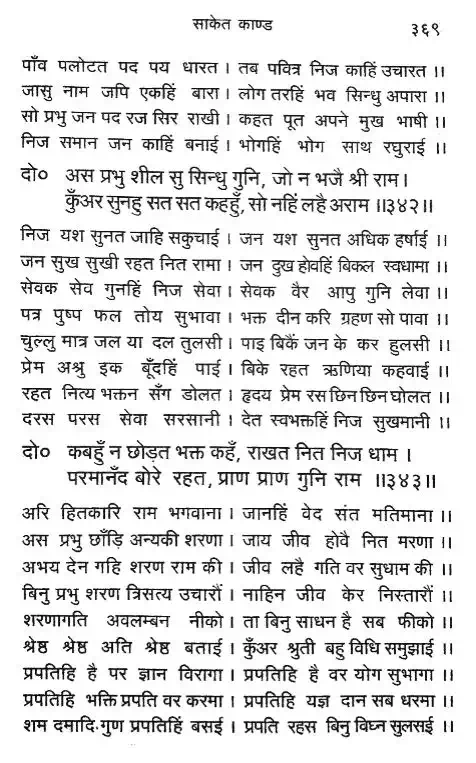 साकेत काण्ड
३६९
पाँव पलोटत पद पय धारत । तब पवित्र निज काहिं उचारत ।।
जासु नाम जपि एकहिं बारा । लोग तरहिं भव सिन्धु अपारा ।।
सो प्रभु जन पद रज सिर राखी । कहत पूत अपने मुख भाषी ।।
निज समान जन काहिं बनाई । भोगहिं भोग साथ रघुराई ।।
दो० अस प्रभु शील सु सिन्धु गुनि, जो न भजै श्री राम ।
कुँअर सुनहु सत सत कहहुँ, सो नहिं लहै अराम ।।३४२।।
निज यश सुनत जाहि सकुचाई । जन यश सुनत अधिक हर्षाई ।।
जन सुख सुखी रहत नित रामा । जन दुख होवहिं बिकल स्वधामा ।।
सेवक सेव गुनहिं निज सेवा । सेवक वैर आपु गुनि लेवा ।।
पत्र पुष्प फल तोय सुभावा । भक्त दीन करि ग्रहण सो पावा ।।
चुल्लु मात्र जल या दल तुलसी । पाइ बिकैं जन के कर हुलसी ।।
प्रेम अश्रु इक बूँदहिं पाई । बिके रहत ऋणिया कहवाई ।।
रहत नित्य भक्तन सँग डोलत । हृदय प्रेम रस छिन छिन घोलत ।।
दरस परस सेवा सरसानी । देत स्वभक्तहिं निज सुखमानी ।।
दो० कबहुँ न छोड़त भक्त कहँ, राखत नित निज धाम ।
परमानँद बोरे रहत, प्राण प्राण गुनि राम ।।३४३।।
अरि हितकारि राम भगवाना । जानहिं वेद संत मतिमाना ।।
अस प्रभु छाँड़ि अन्यकी शरणा । जाय जीव होवै नित मरणा ।।
अभय देन गहि शरण राम की । जीव लहै गति वर सुधाम की ।।
बिनु प्रभु शरण त्रिसत्य उचारौं । नाहिन जीव केर निस्तारौं ।।
शरणागति अवलम्बन नीको । ता बिनु साधन है सब फीको ।।
श्रेष्ठ श्रेष्ठ अति श्रेष्ठ बताई । कुँअर श्रुती बहु विधि समुझाई ।।
प्रपतिहि है पर ज्ञान विरागा । प्रपतिहि है वर योग सुभागा ।।
प्रपतिहि भक्ति प्रपति वर करमा । प्रपतिहि यज्ञ दान सब धरमा ।।
शम दमादि गुण प्रपतिहिं बसई । प्रपति रहस बिनु विघ्न सुलसई ।।